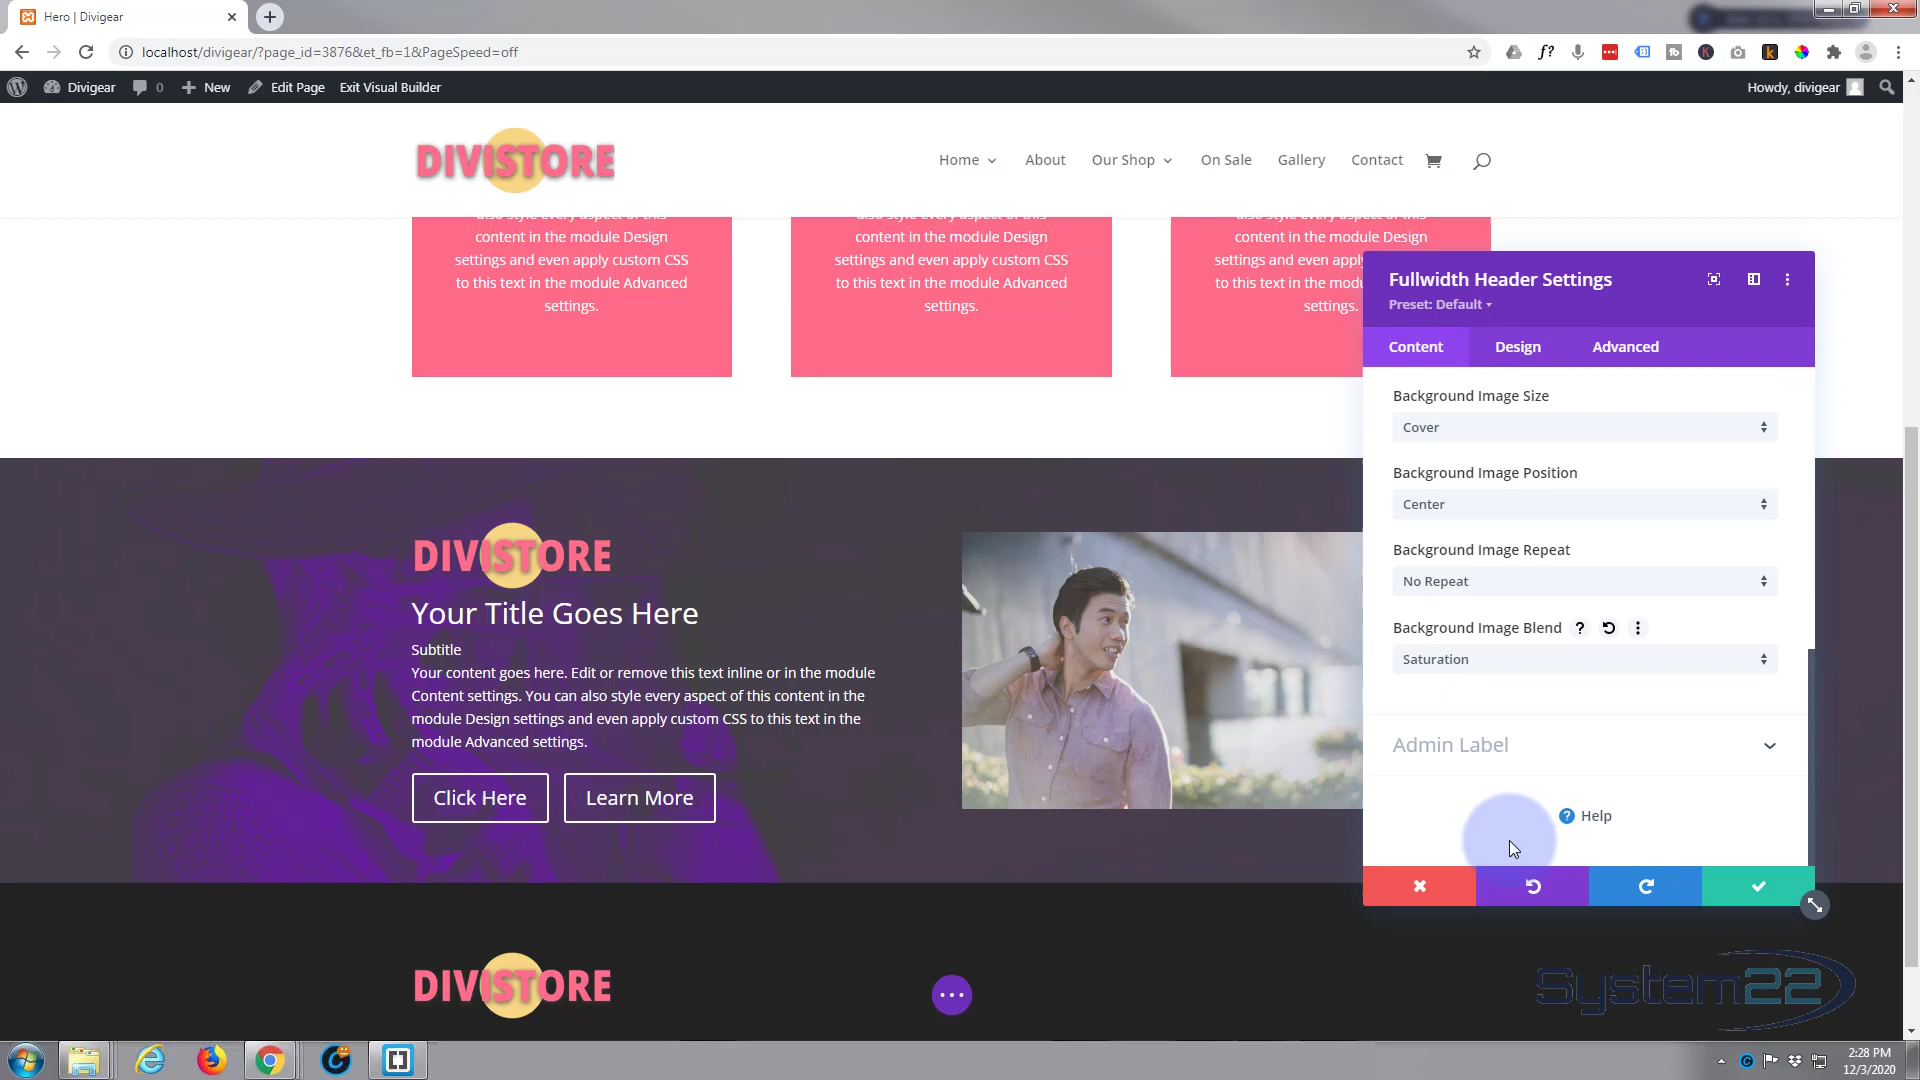 Hero | Divigear
localhost/divigear/?page_id=3876&et_fb=1&PageSpeed=off
Divigear 0 New Edit Page Exit Visual Builder Howdy, divigear
DIVISTORE
Home About Our Shop On Sale Gallery Contact
content in the module Design
settings and even apply custom CSS
to this text in the module Advanced
settings.
content in the module Design
settings and even apply custom CSS
to this text in the module Advanced
settings.
content in the module Design
settings and even apply
to this text in the mod
settings.
Fullwidth Header Settings
Preset: Default
Content Design Advanced
Background Image Size
Cover
Background Image Position
Center
Background Image Repeat
No Repeat
Background Image Blend
Saturation
Admin Label
Help
DIVISTORE
Your Title Goes Here
Subtitle
Your content goes here. Edit or remove this text inline or in the module
Content settings. You can also style every aspect of this content in the
module Design settings and even apply custom CSS to this text in the
module Advanced settings.
Click Here Learn More
DIVISTORE
System22
2:28 PM
12/3/2020